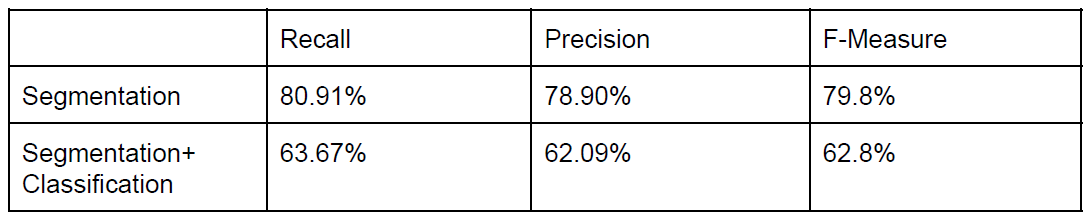 Recall Precision F-Measure
Segmentation 80.91% 78.90% 79.8%
Segmentation+ 63.67% 62.09% 62.8%
Classification